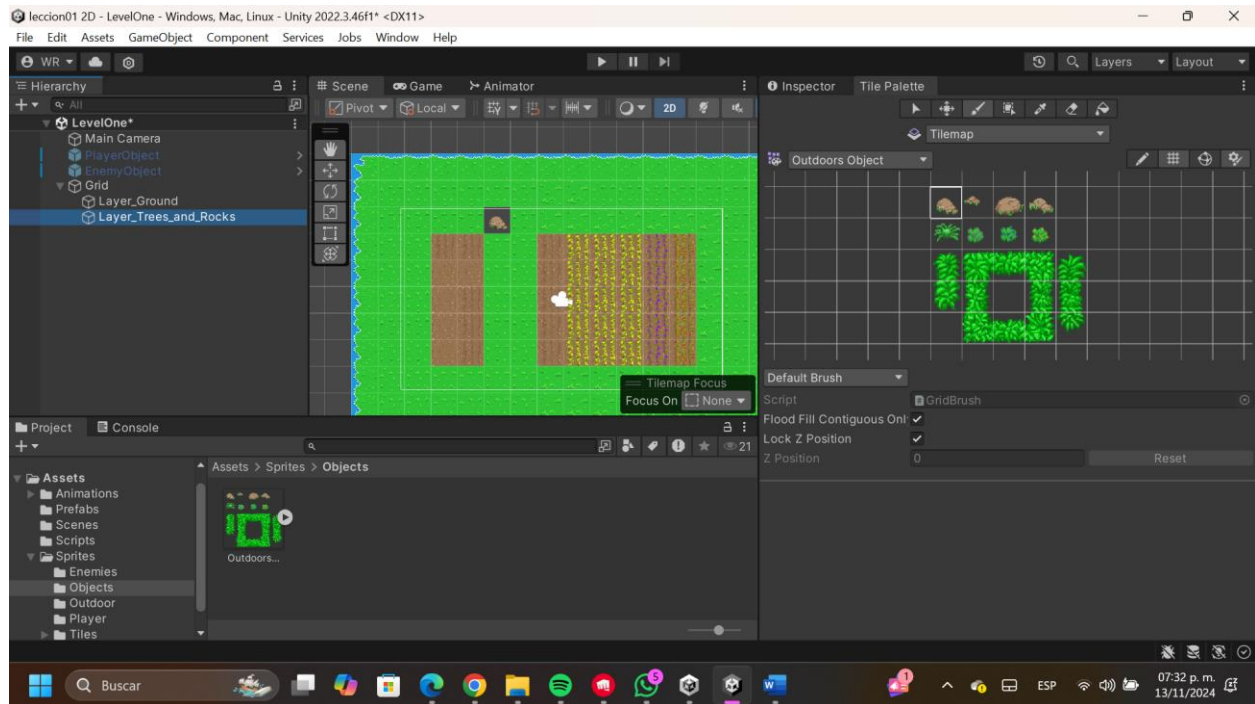 leccion01 2D - LevelOne - Windows, Mac, Linux - Unity 2022.3.46f1* <DX11>
File Edit Assets GameObject Component Services Jobs Window Help
WR
Layers Layout
Hierarchy
All
LevelOne*
Main Camera
PlayerObject
EnemyObject
Grid
Layer_Ground
Layer_Trees_and_Rocks
Scene Game Animator
Pivot Local 2D
Tilemap Focus
Focus On None
Inspector Tile Palette
Tilemap
Outdoors Object
Default Brush
Script GridBrush
Flood Fill Contiguous Onl
Lock Z Position
Z Position 0 Reset
Project Console
21
Assets
Animations
Prefabs
Scenes
Scripts
Sprites
Enemies
Objects
Outdoor
Player
Tiles
Assets > Sprites > Objects
Outdoors...
Buscar
5
1
ESP
07:32 p. m.
13/11/2024